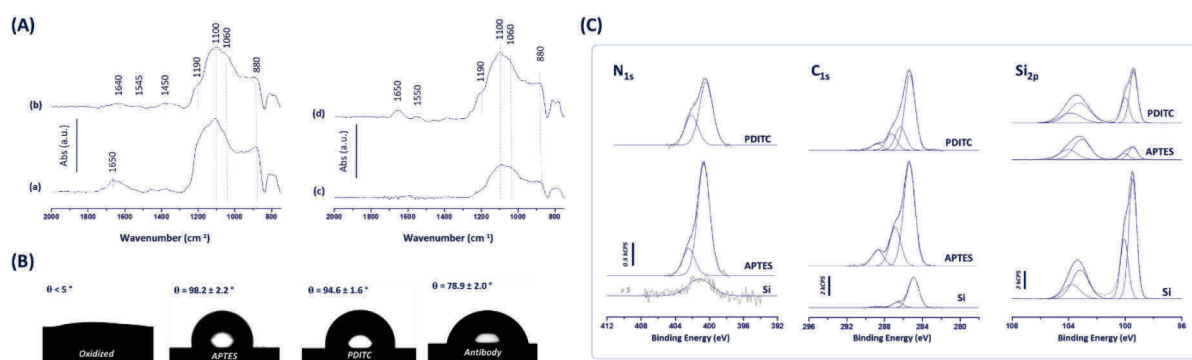 (A)
1100
1060
1190
880
1640
1545
1450
(b)
Abs (a.u.)
1650
(a)
2000 1600 1400 1200 1000 800
Wavenumber (cm⁻¹)
1100
1060
1190
880
1650
1550
(d)
Abs (a.u.)
(c)
2000 1600 1400 1200 1000 800
Wavenumber (cm⁻¹)
(B)
θ < 5 °
θ = 98.2 ± 2.2 °
θ = 94.6 ± 1.6 °
θ = 78.9 ± 2.0 °
Oxidized
APTES
PDITC
Antibody
(C)
N1s
PDITC
0.5 kCPS
APTES
x 5
Si
412 408 404 400 396 392
Binding Energy (eV)
C1s
PDITC
APTES
2 kCPS
Si
296 292 288 284 280
Binding Energy (eV)
Si2p
PDITC
APTES
2 kCPS
Si
108 104 100 96
Binding Energy (eV)